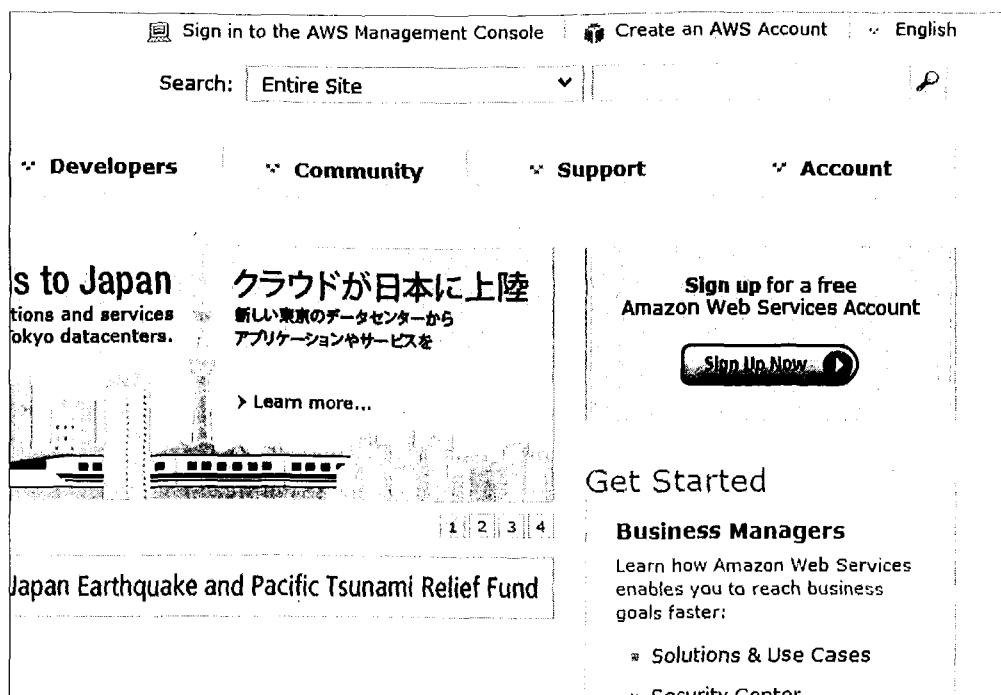 Sign in to the AWS Management Console
Create an AWS Account
English
Search:
Entire Site
Developers
Community
Support
Account
s to Japan
tions and services
okyo datacenters.
クラウドが日本に上陸
新しい東京のデータセンターから
アプリケーションやサービスを
Learn more...
1 2 3 4
Japan Earthquake and Pacific Tsunami Relief Fund
Sign up for a free
Amazon Web Services Account
Sign Up Now
Get Started
Business Managers
Learn how Amazon Web Services
enables you to reach business
goals faster:
Solutions & Use Cases
Security Center